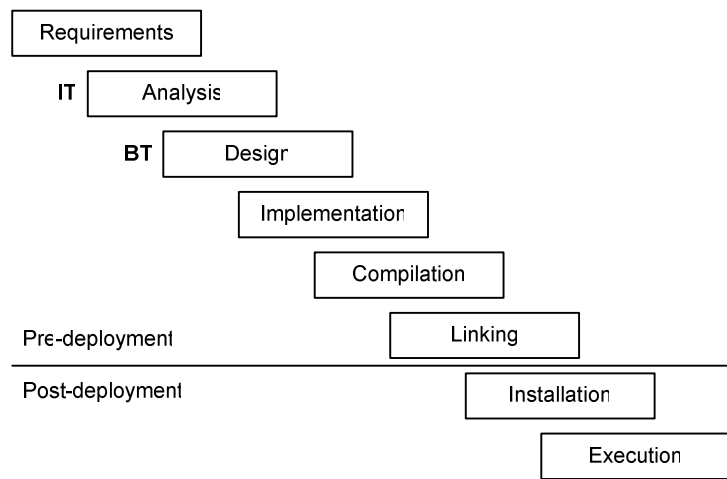 Requirements
IT Analysis
BT Design
Implementation
Compilation
Pre-deployment Linking
Post-deployment Installation
Execution